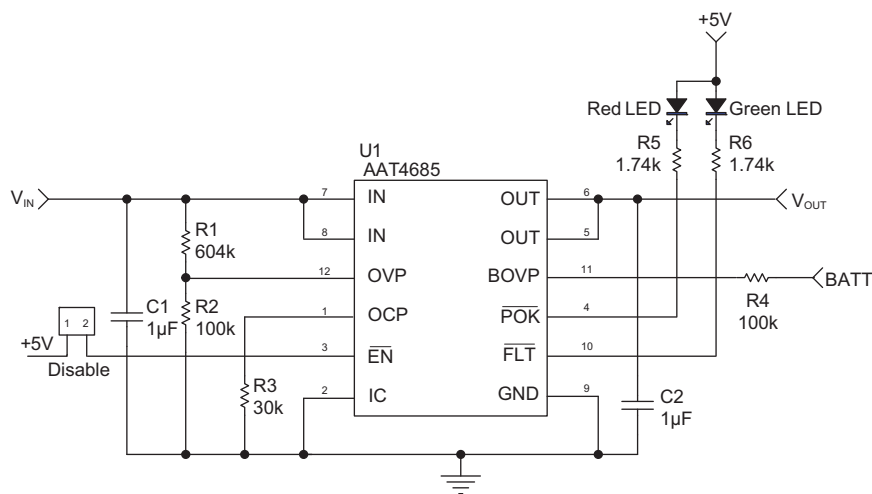 +5V
Red LED
Green LED
R5
1.74k
R6
1.74k
U1
AAT4685
VIN
7
IN
OUT
6
VOUT
8
IN
OUT
5
R1
604k
12
OVP
BOVP
11
BATT
R4
100k
C1
1µF
R2
100k
1
OCP
POK
4
1 2
+5V
Disable
3
EN
FLT
10
R3
30k
2
IC
GND
9
C2
1µF